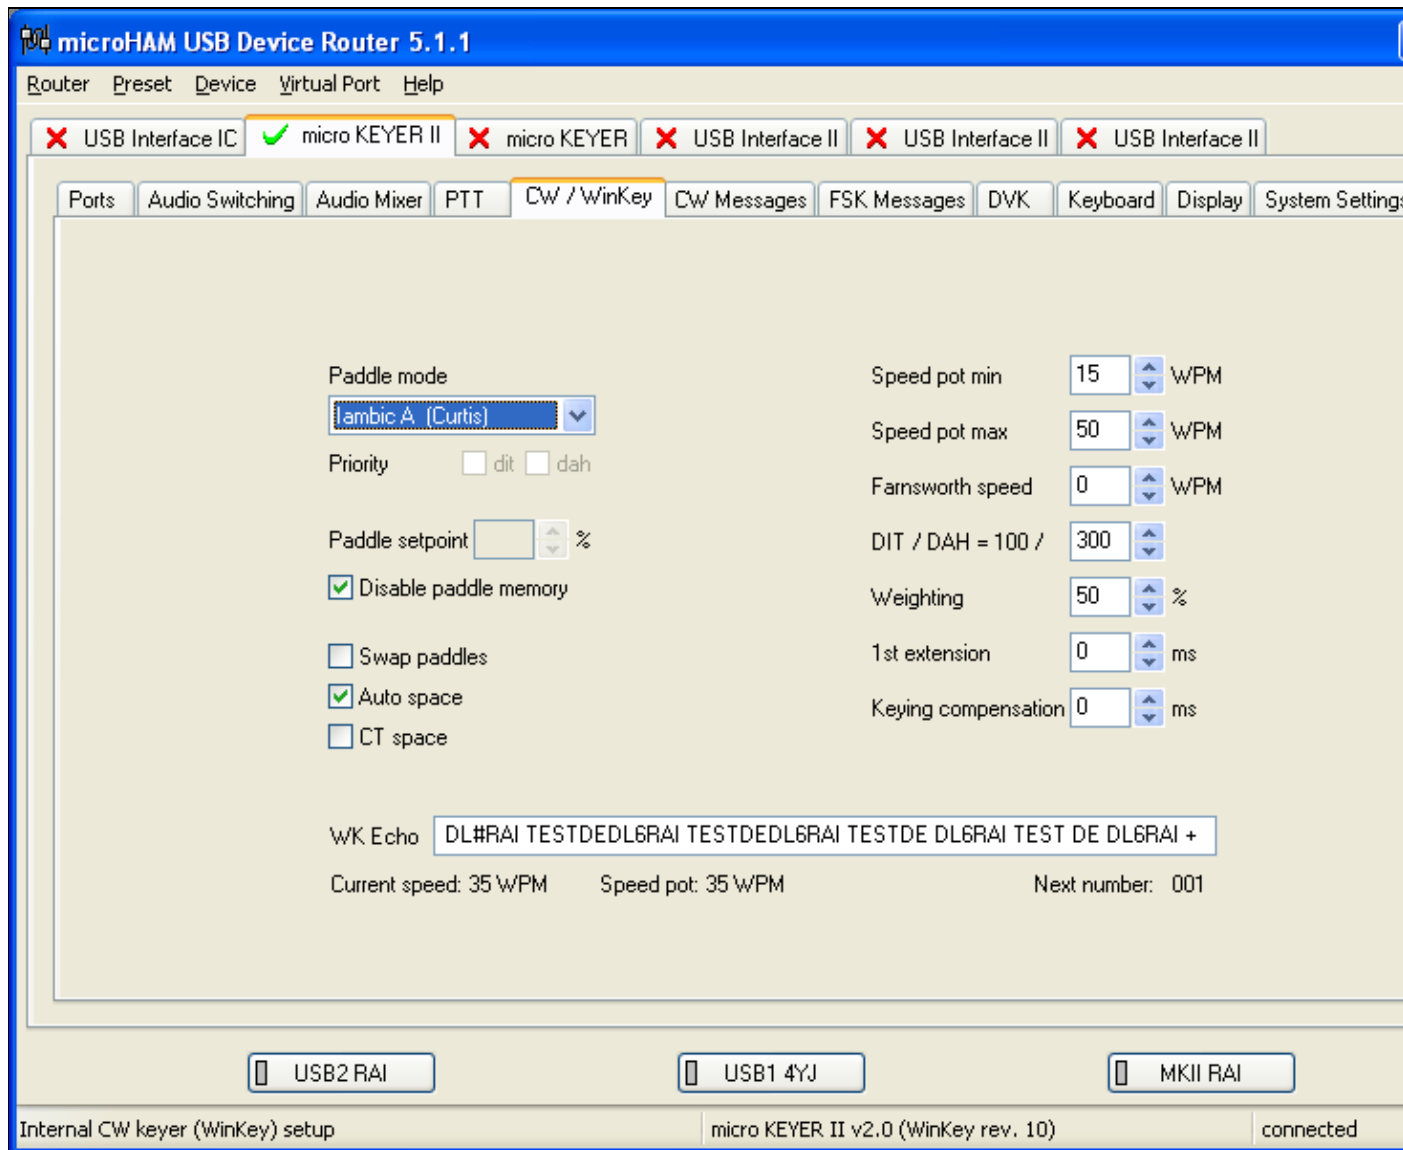 microHAM USB Device Router 5.1.1
Router Preset Device Virtual Port Help
USB Interface IC micro KEYER II micro KEYER USB Interface II USB Interface II USB Interface II
Ports Audio Switching Audio Mixer PTT CW / WinKey CW Messages FSK Messages DVK Keyboard Display System Settings
Paddle mode
Iambic A (Curtis)
Priority dit dah
Paddle setpoint %
Disable paddle memory
Swap paddles
Auto space
CT space
Speed pot min 15 WPM
Speed pot max 50 WPM
Farnsworth speed 0 WPM
DIT / DAH = 100 / 300
Weighting 50 %
1st extension 0 ms
Keying compensation 0 ms
WK Echo DL#RAI TESTDEDL6RAI TESTDEDL6RAI TESTDE DL6RAI TEST DE DL6RAI +
Current speed: 35 WPM Speed pot: 35 WPM Next number: 001
USB2 RAI USB1 4YJ MKII RAI
Internal CW keyer (WinKey) setup micro KEYER II v2.0 (WinKey rev. 10) connected